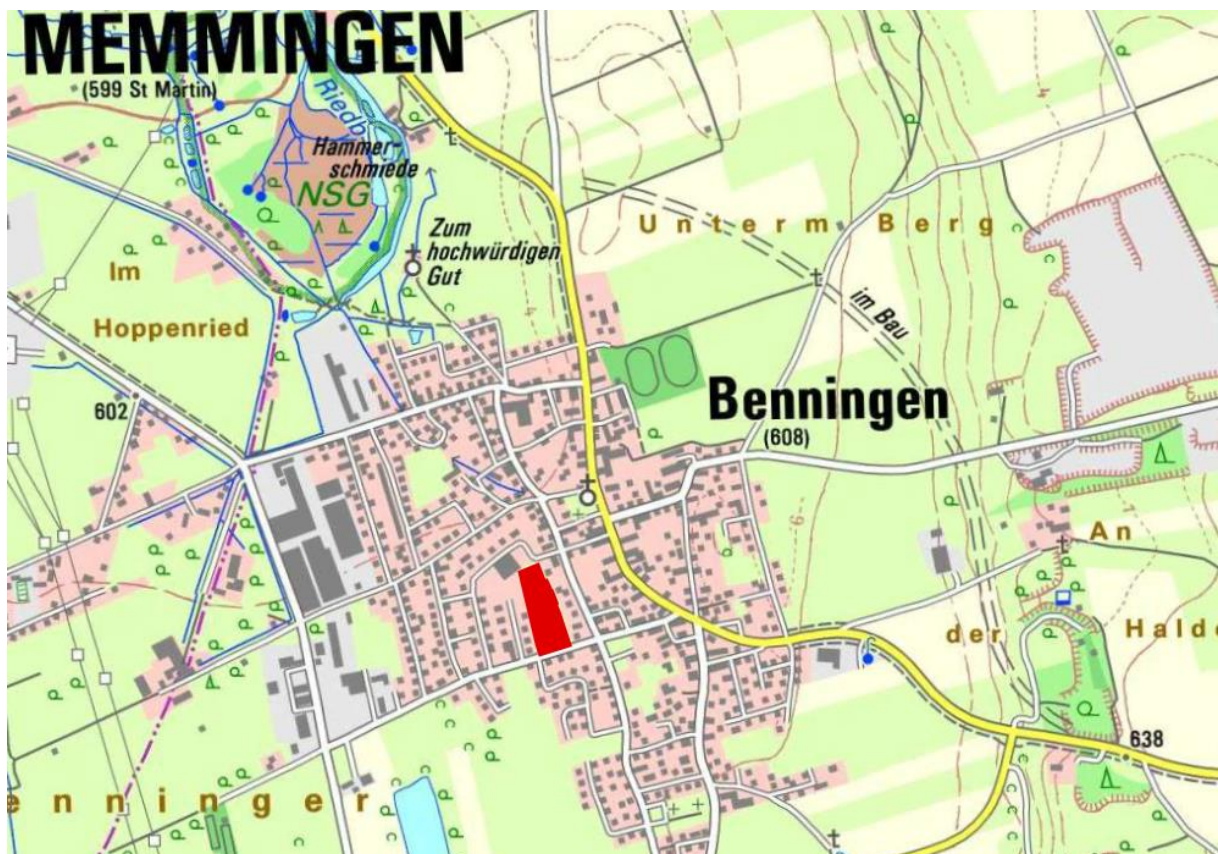 MEMMINGEN
(599 St Martin)
Riedb
Hammer-
schmiede
NSG
Zum
hochwürdigen
Gut
Unterm Berg
Im
Hoppenried
im Bau
602
Benningen
(608)
An
der Halde
638
enninger